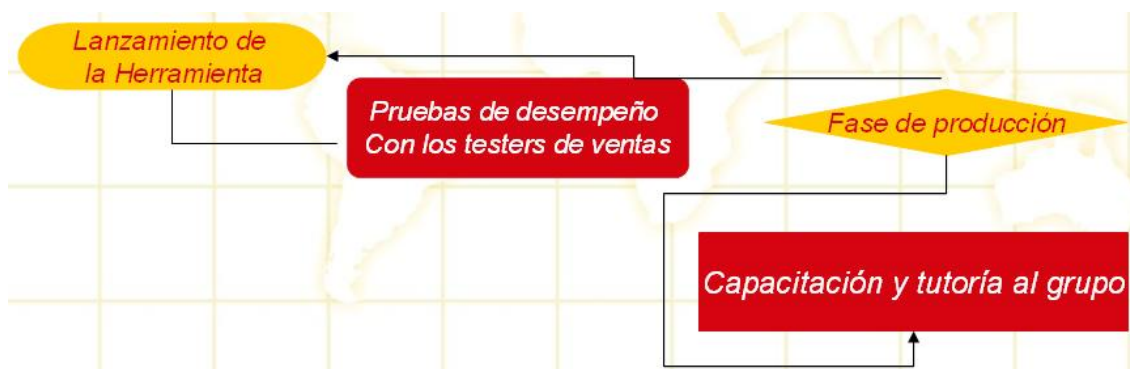 Lanzamiento de
la Herramienta
Pruebas de desempeño
Con los testers de ventas
Fase de producción
Capacitación y tutoría al grupo